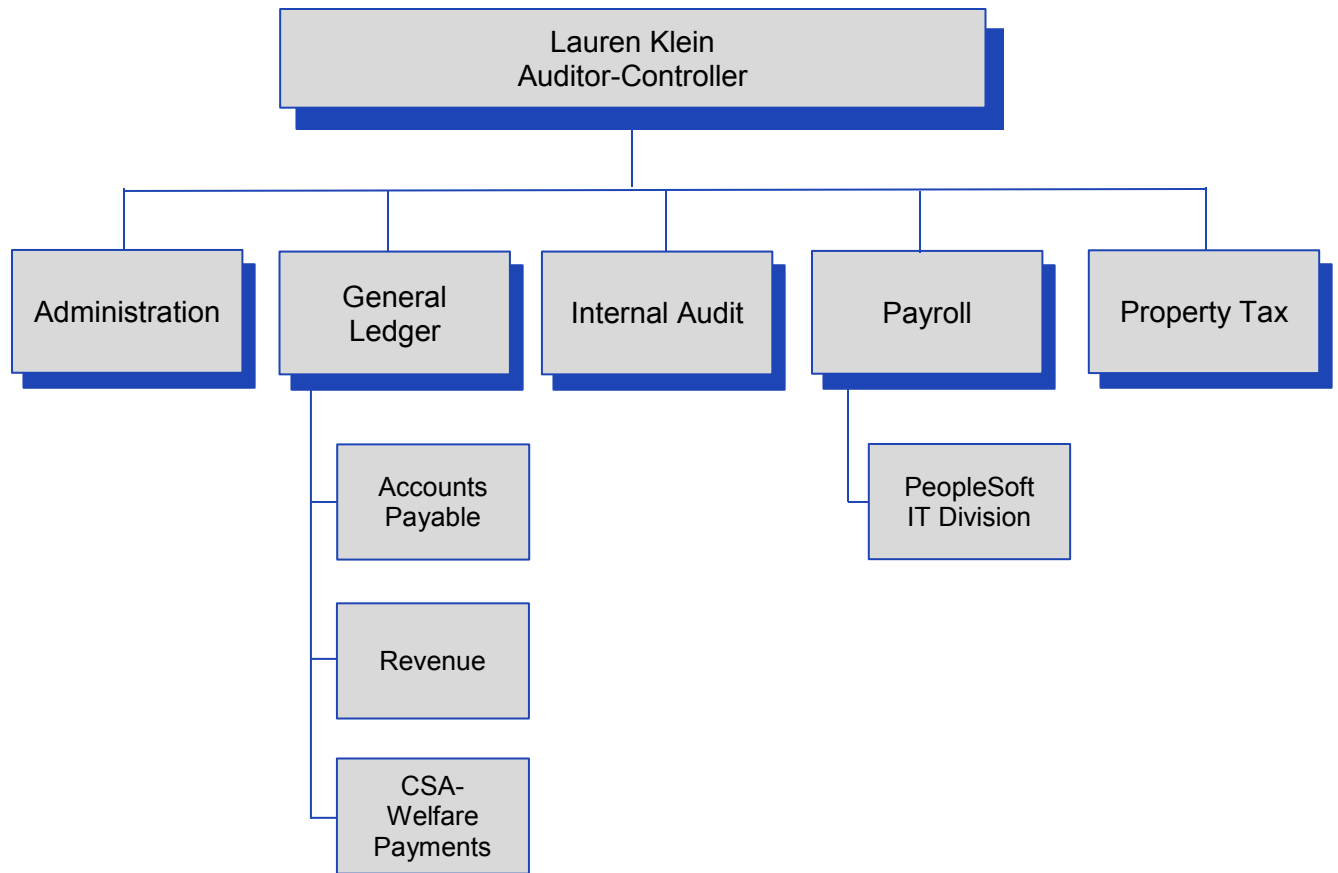 Lauren Klein
Auditor-Controller
Administration
General
Ledger
Internal Audit
Payroll
Property Tax
Accounts
Payable
PeopleSoft
IT Division
Revenue
CSA-
Welfare
Payments